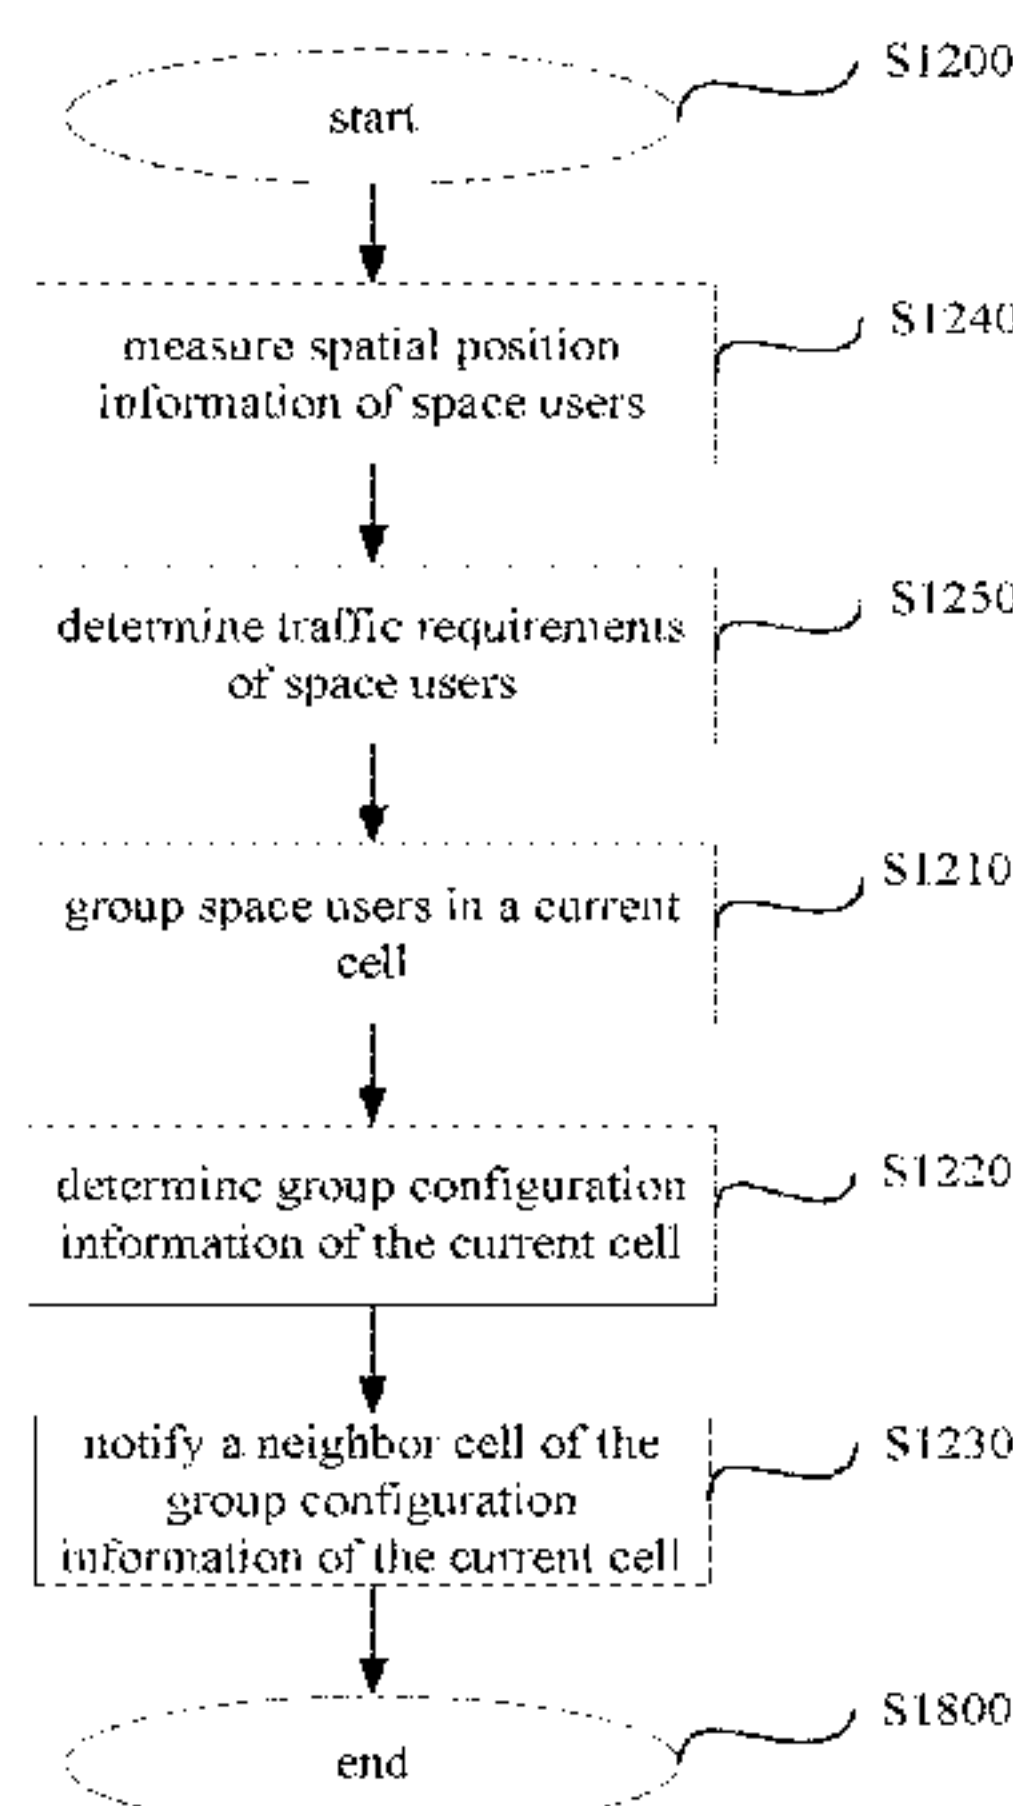 S1200
start
S1240
measure spatial position
information of space users
S1250
determine traffic requirements
of space users
S1210
group space users in a current
cell
S1220
determine group configuration
information of the current cell
S1230
notify a neighbor cell of the
group configuration
information of the current cell
S1800
end